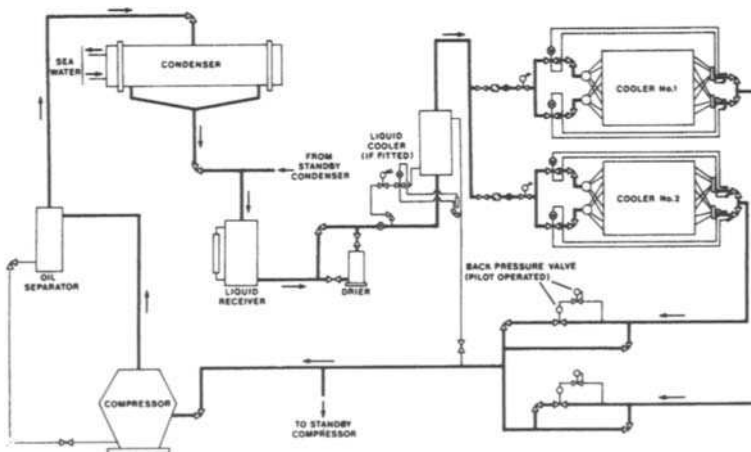 SEA
WATER
CONDENSER
COOLER No.1
LIQUID
COOLER
(IF FITTED)
FROM
STANDBY
CONDENSER
COOLER No.2
OIL
SEPARATOR
LIQUID
RECEIVER
DRIER
BACK PRESSURE VALVE
(PILOT OPERATED)
COMPRESSOR
TO STANDBY
COMPRESSOR